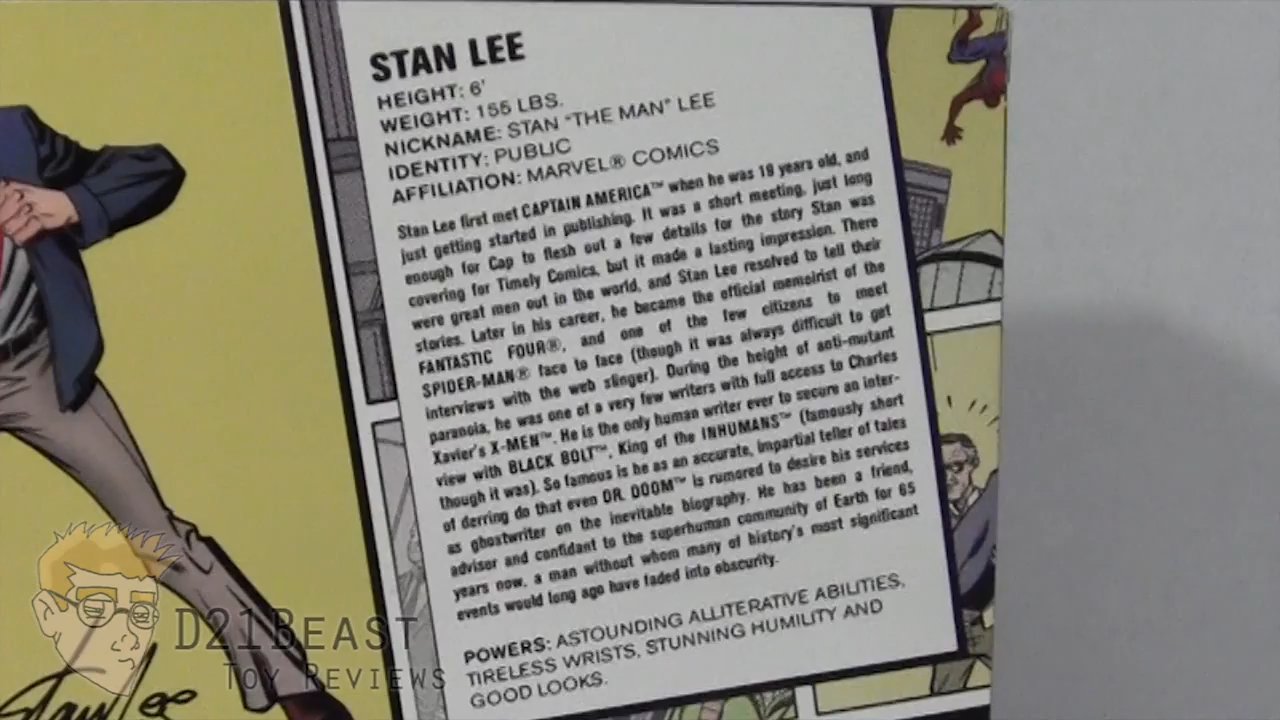 STAN LEE
HEIGHT: 6'
WEIGHT: 155 LBS.
NICKNAME: STAN "THE MAN" LEE
IDENTITY: PUBLIC
AFFILIATION: MARVEL® COMICS
Stan Lee first met CAPTAIN AMERICA™ when he was 19 years old, and
just getting started in publishing. It was a short meeting, just long
enough for Cap to flesh out a few details for the story Stan was
covering for Timely Comics, but it made a lasting impression. There
were great men out in the world, and Stan Lee resolved to tell their
stories. Later in his career, he became the official memoirist of the
FANTASTIC FOUR®, and one of the few citizens to meet
SPIDER-MAN® face to face (though it was always difficult to get
interviews with the web slinger). During the height of anti-mutant
paranoia, he was one of a very few writers with full access to Charles
Xavier's X-MEN™. He is the only human writer ever to secure an inter-
view with BLACK BOLT™, King of the INHUMANS™ (famously short
though it was). So famous is he as an accurate, impartial teller of tales
of derring do that even DR. DOOM™ is rumored to desire his services
as ghostwriter on the inevitable biography. He has been a friend,
advisor and confidant to the superhuman community of Earth for 65
years now, a man without whom many of history's most significant
events would long ago have faded into obscurity.
POWERS: ASTOUNDING ALLITERATIVE ABILITIES,
TIRELESS WRISTS, STUNNING HUMILITY AND
GOOD LOOKS.
Stan Lee
D21BEAST
TOY REVIEWS